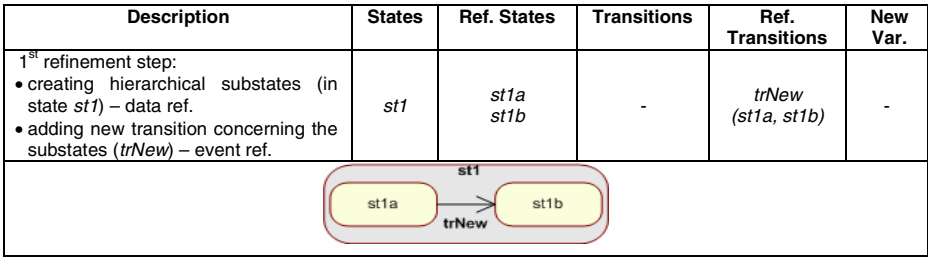 Description States Ref. States Transitions Ref. Transitions New Var.
1st refinement step:
• creating hierarchical substates (in
state st1) – data ref.
• adding new transition concerning the
substates (trNew) – event ref.
st1
st1a
st1b
-
trNew
(st1a, st1b)
-
st1
st1a
st1b
trNew